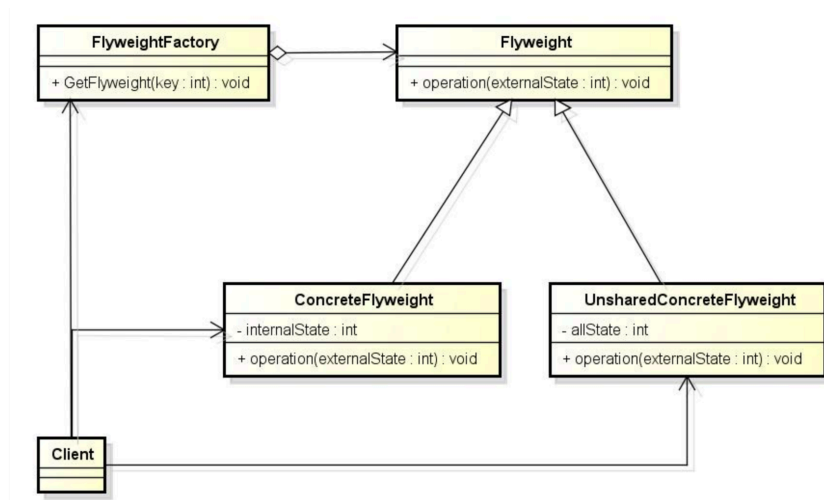 FlyweightFactory
+ GetFlyweight(key : int) : void
Flyweight
+ operation(externalState : int) : void
ConcreteFlyweight
- internalState : int
+ operation(externalState : int) : void
UnsharedConcreteFlyweight
- allState : int
+ operation(externalState : int) : void
Client